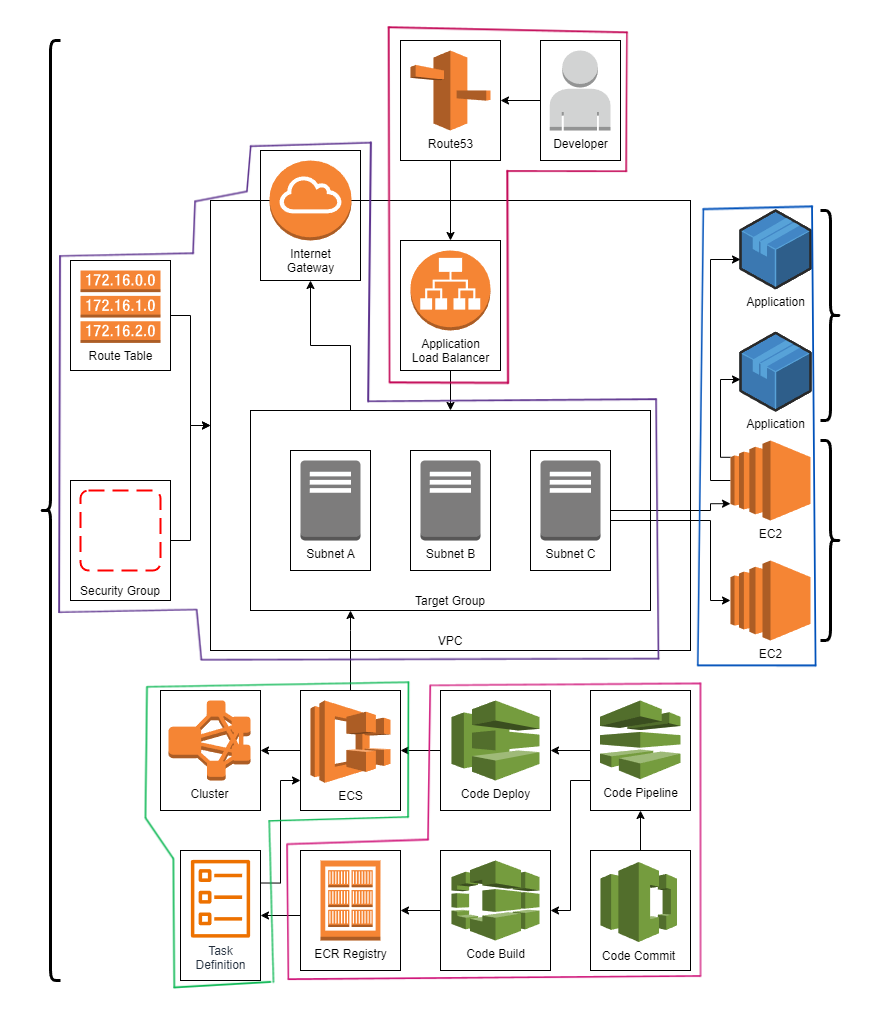 Route53
Developer
Internet
Gateway
172.16.0.0
172.16.1.0
172.16.2.0
Route Table
Application
Load Balancer
Application
Application
Subnet A
Subnet B
Subnet C
EC2
Security Group
Target Group
VPC
EC2
Cluster
ECS
Code Deploy
Code Pipeline
Task
Definition
ECR Registry
Code Build
Code Commit